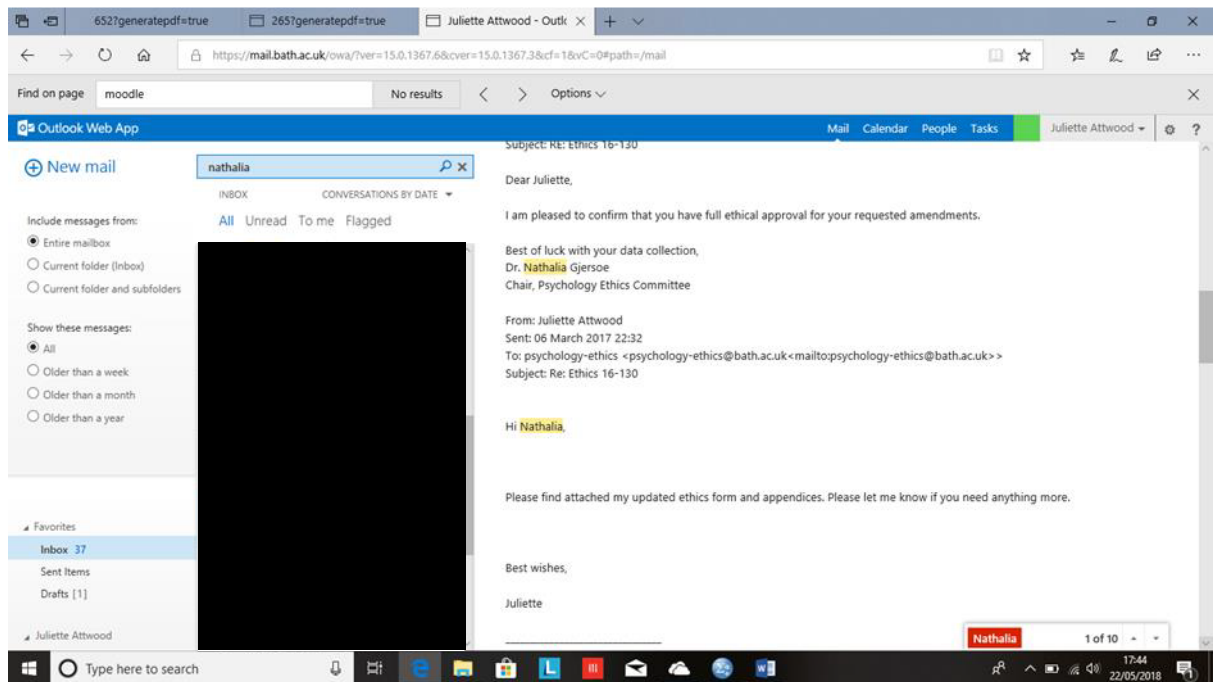 652?generatepdf=true 265?generatepdf=true Juliette Attwood - Outlo
https://mail.bath.ac.uk/owa/?ver=15.0.1367.6&cver=15.0.1367.3&cf=1&vC=0#path=/mail
Find on page moodle No results Options
Outlook Web App Mail Calendar People Tasks Juliette Attwood ?
New mail
nathalia
INBOX CONVERSATIONS BY DATE
All Unread To me Flagged
Include messages from:
Entire mailbox
Current folder (Inbox)
Current folder and subfolders
Show these messages:
All
Older than a week
Older than a month
Older than a year
Favorites
Inbox 37
Sent Items
Drafts [1]
Juliette Attwood
Subject: RE: Ethics 16-130
Dear Juliette,
I am pleased to confirm that you have full ethical approval for your requested amendments.
Best of luck with your data collection,
Dr. Nathalia Gjersoe
Chair, Psychology Ethics Committee
From: Juliette Attwood
Sent: 06 March 2017 22:32
To: psychology-ethics <psychology-ethics@bath.ac.uk<mailto:psychology-ethics@bath.ac.uk>>
Subject: Re: Ethics 16-130
Hi Nathalia,
Please find attached my updated ethics form and appendices. Please let me know if you need anything more.
Best wishes,
Juliette
Nathalia 1 of 10
Type here to search
17:44
22/05/2018